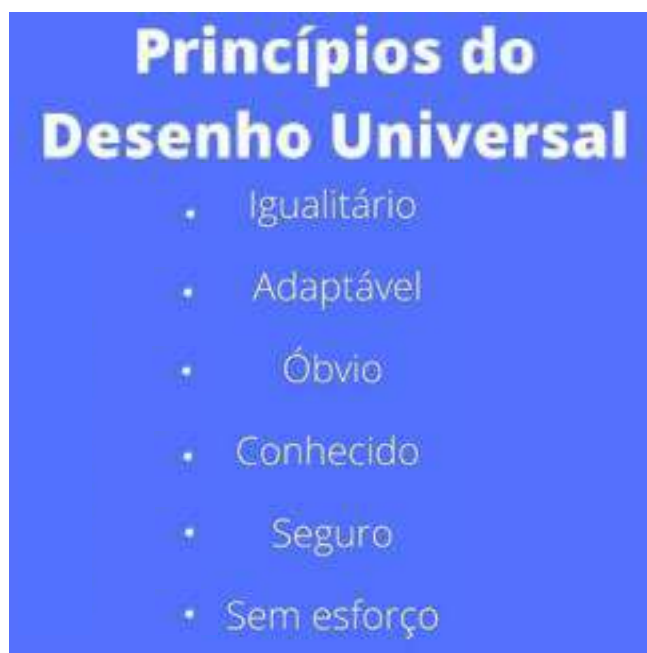 Princípios do
Desenho Universal
• Igualitário
• Adaptável
• Óbvio
• Conhecido
• Seguro
• Sem esforço